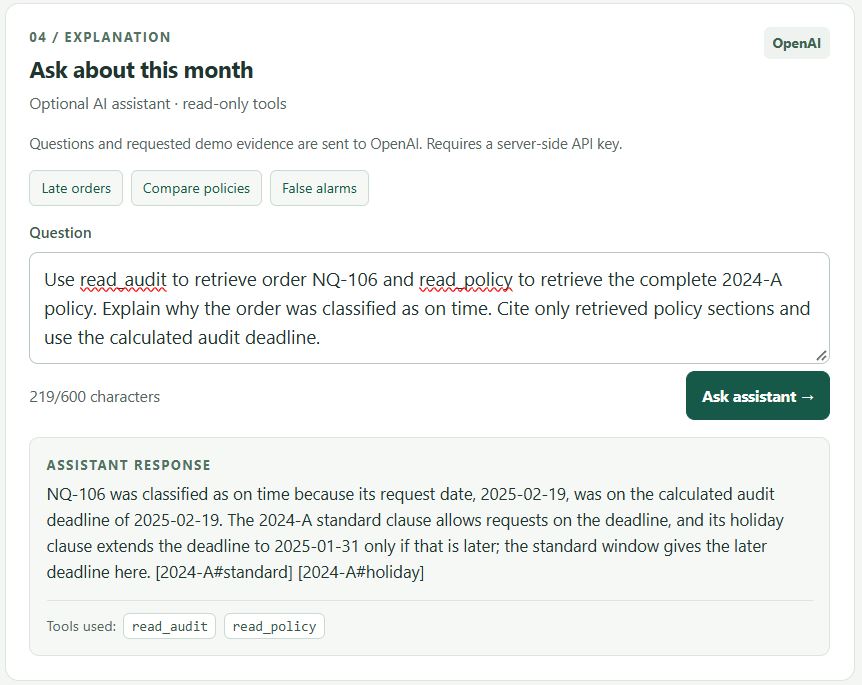 04 / EXPLANATION
OpenAI
Ask about this month
Optional AI assistant · read-only tools
Questions and requested demo evidence are sent to OpenAI. Requires a server-side API key.
Late orders
Compare policies
False alarms
Question
Use read_audit to retrieve order NQ-106 and read_policy to retrieve the complete 2024-A
policy. Explain why the order was classified as on time. Cite only retrieved policy sections and
use the calculated audit deadline.
219/600 characters
Ask assistant →
ASSISTANT RESPONSE
NQ-106 was classified as on time because its request date, 2025-02-19, was on the calculated audit
deadline of 2025-02-19. The 2024-A standard clause allows requests on the deadline, and its holiday
clause extends the deadline to 2025-01-31 only if that is later; the standard window gives the later
deadline here. [2024-A#standard] [2024-A#holiday]
Tools used: read_audit read_policy